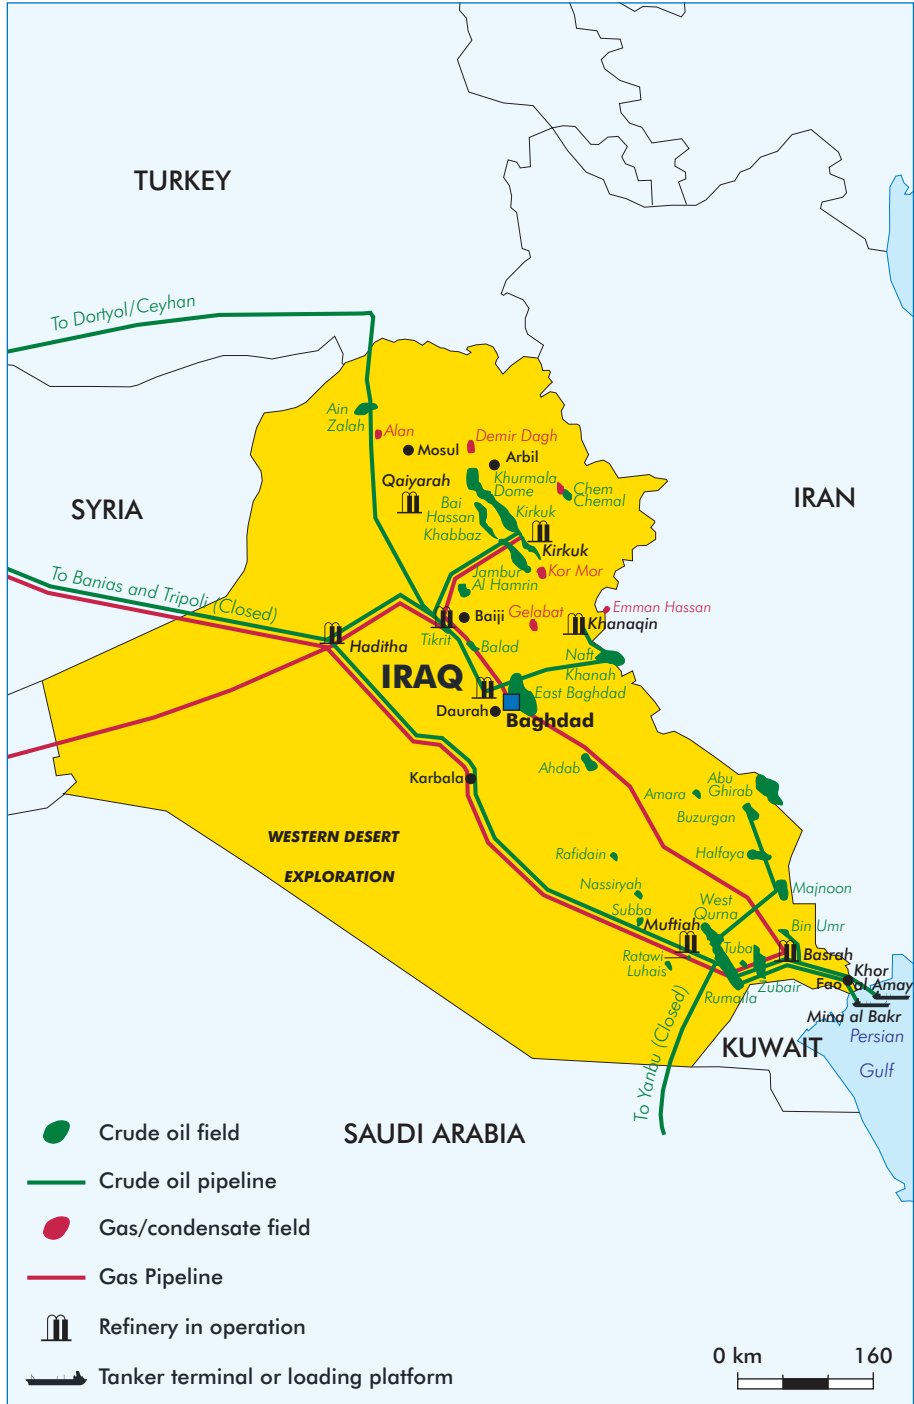 TURKEY
To Dortyol/Ceyhan
Ain
Zalah
Alan
Mosul
Demir Dagh
Arbil
Qaiyarah
Khurmala
Dome
Chem
Chemal
SYRIA
IRAN
Bai
Hassan
Kirkuk
Khabbaz
Kirkuk
Jambur
Kor Mor
Al Hamrin
To Banias and Tripoli (Closed)
Baiji
Gelabat
Emman Hassan
Khanaqin
Haditha
Tikrit
Balad
Naft
Khanah
IRAQ
East Baghdad
Daurah
Baghdad
Ahdab
Karbala
Abu
Ghirab
Amara
Buzurgan
WESTERN DESERT
EXPLORATION
Rafidain
Halfaya
Nassiryah
Majnoon
West
Qurna
Subba
Muftiah
Bin Umr
Tuba
Basrah
Ratawi
Luhais
Khor
al Amay
Fao
Zubair
Rumaila
Mina al Bakr
To Yanbu (Closed)
KUWAIT
Persian
Gulf
SAUDI ARABIA
Crude oil field
Crude oil pipeline
Gas/condensate field
Gas Pipeline
Refinery in operation
Tanker terminal or loading platform
0 km
160